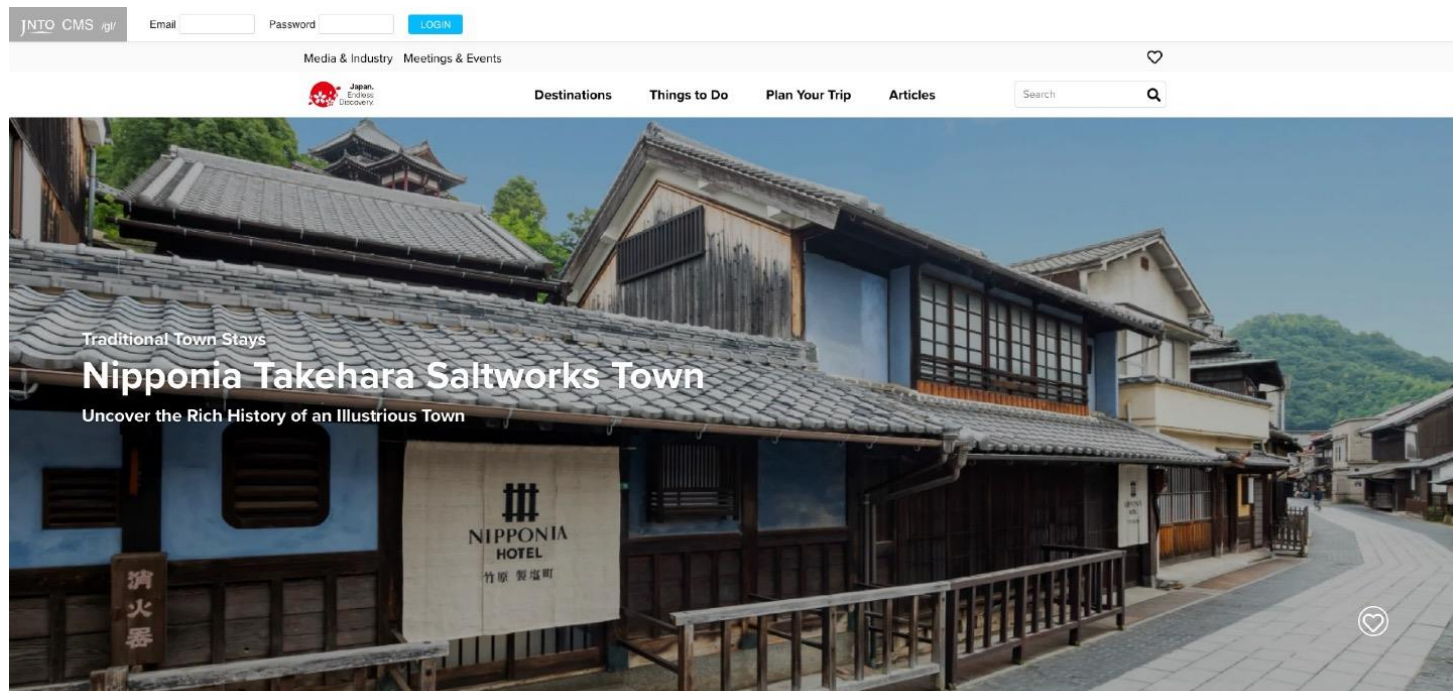 JNTO CMS /gl/
Email
Password
LOGIN
Media & Industry
Meetings & Events
Japan.
Endless
Discovery.
Destinations
Things to Do
Plan Your Trip
Articles
Search
Traditional Town Stays
Nipponia Takehara Saltworks Town
Uncover the Rich History of an Illustrious Town
NIPPONIA
HOTEL
竹原 製塩町
消火器